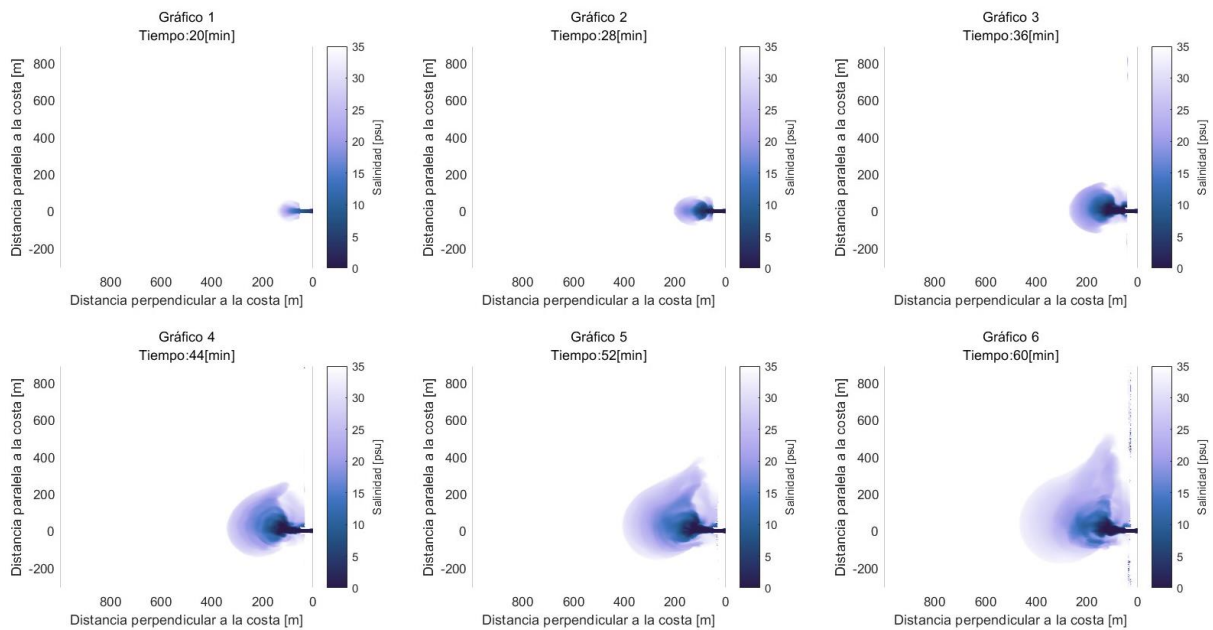 Gráfico 1
Tiempo:20[min]
Distancia paralela a la costa [m]
800
600
400
200
0
-200
800 600 400 200 0
Distancia perpendicular a la costa [m]
35
30
25
20
15
10
5
0
Salinidad [psu]
Gráfico 2
Tiempo:28[min]
Distancia paralela a la costa [m]
800
600
400
200
0
-200
800 600 400 200 0
Distancia perpendicular a la costa [m]
35
30
25
20
15
10
5
0
Salinidad [psu]
Gráfico 3
Tiempo:36[min]
Distancia paralela a la costa [m]
800
600
400
200
0
-200
800 600 400 200 0
Distancia perpendicular a la costa [m]
35
30
25
20
15
10
5
0
Salinidad [psu]
Gráfico 4
Tiempo:44[min]
Distancia paralela a la costa [m]
800
600
400
200
0
-200
800 600 400 200 0
Distancia perpendicular a la costa [m]
35
30
25
20
15
10
5
0
Salinidad [psu]
Gráfico 5
Tiempo:52[min]
Distancia paralela a la costa [m]
800
600
400
200
0
-200
800 600 400 200 0
Distancia perpendicular a la costa [m]
35
30
25
20
15
10
5
0
Salinidad [psu]
Gráfico 6
Tiempo:60[min]
Distancia paralela a la costa [m]
800
600
400
200
0
-200
800 600 400 200 0
Distancia perpendicular a la costa [m]
35
30
25
20
15
10
5
0
Salinidad [psu]